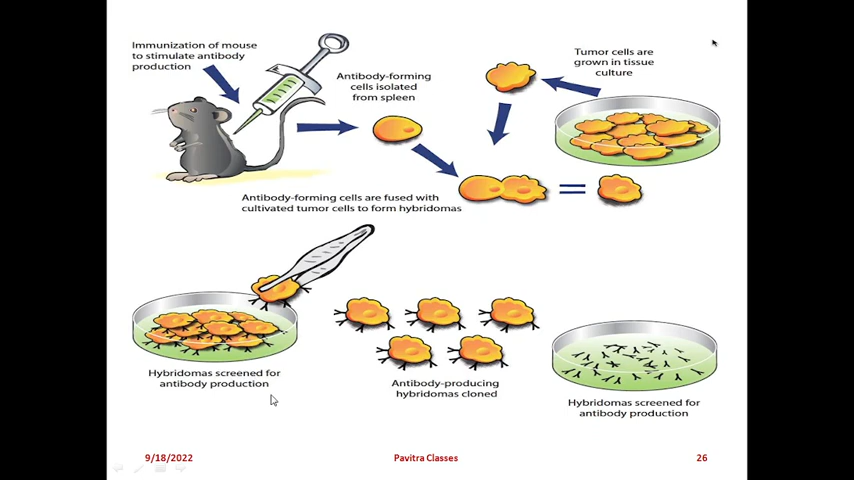 Immunization of mouse
to stimulate antibody
production
Antibody-forming
cells isolated
from spleen
Tumor cells are
grown in tissue
culture
Antibody-forming cells are fused with
cultivated tumor cells to form hybridomas
Hybridomas screened for
antibody production
Antibody-producing
hybridomas cloned
Hybridomas screened for
antibody production
9/18/2022
Pavitra Classes
26